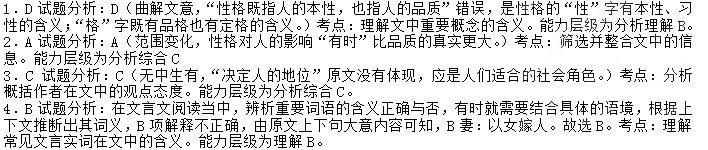 1．D 试题分析：D（曲解文意，“性格既指人的本性，也指人的品质”错误，是性格的“性”字有本性、习
性的含义；“格”字既有品格也有定格的含义。）考点：理解文中重要概念的含义。能力层级为分析理解 B。
2．A 试题分析：A（范围变化，性格对人的影响“有时”比品质的真实更大。）考点：筛选并整合文中的信
息。能力层级为分析综合 C
3．C 试题分析：C（无中生有，“决定人的地位”原文没有体现，应是人们适合的社会角色。）考点：分析
概括作者在文中的观点态度。能力层级为分析综合 C。
4．B 试题分析：在文言文阅读当中，辨析重要词语的含义正确与否，有时就需要结合具体的语境，根据上
下文推断出其词义，B 项解释不正确，由原文上下句大意内容可知，B 妻：以女嫁人。故选 B。考点：理解
常见文言实词在文中的含义。能力层级为理解 B。